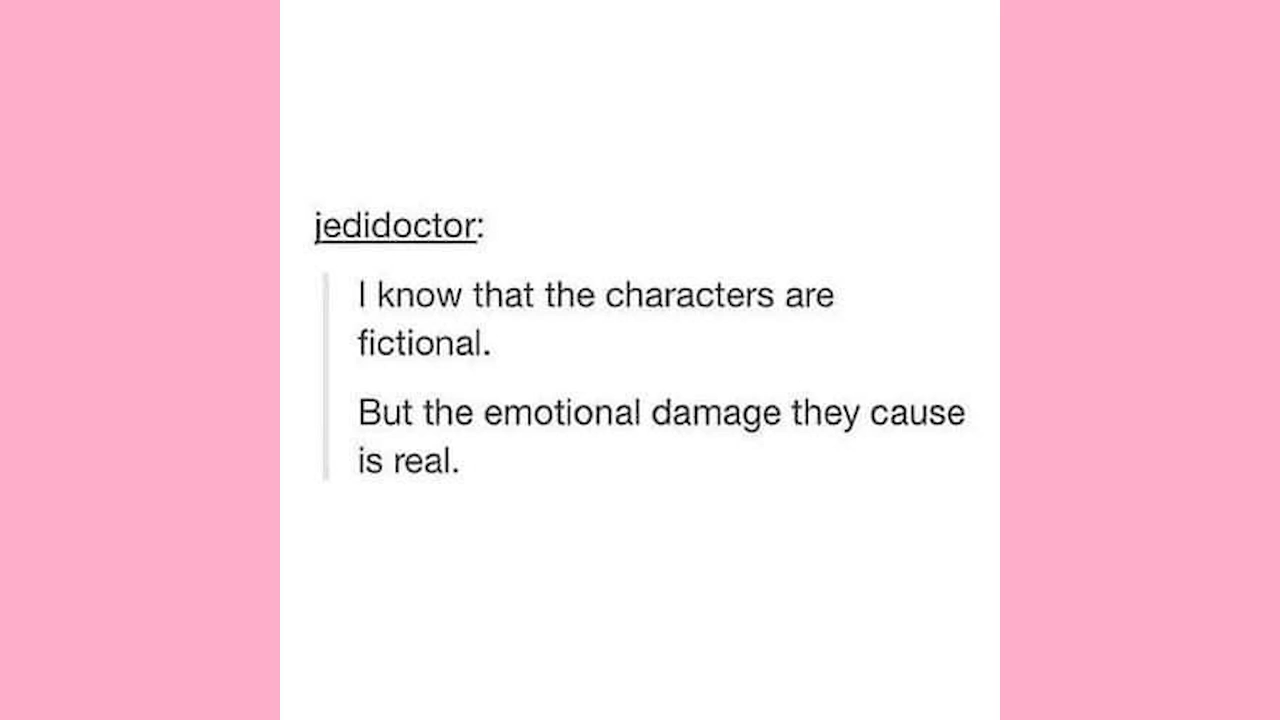 jedidoctor:
I know that the characters are
fictional.
But the emotional damage they cause
is real.